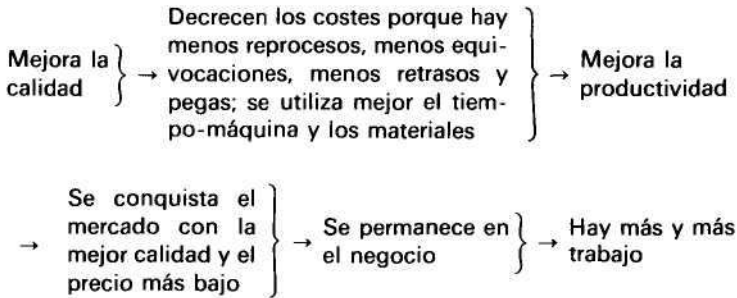 Mejora la
calidad
→
Decrecen los costes porque hay
menos reprocesos, menos equi-
vocaciones, menos retrasos y
pegas; se utiliza mejor el tiem-
po-máquina y los materiales
→
Mejora la
productividad
→
Se conquista el
mercado con la
mejor calidad y el
precio más bajo
→
Se permanece en
el negocio
→
Hay más y más
trabajo